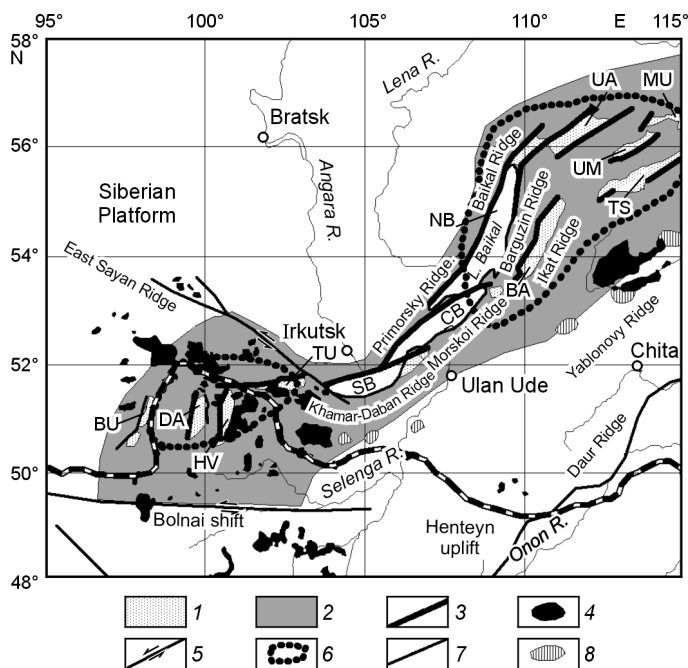 95° 100° 105° 110° E 115°
58°
N
Lena R.
UA MU
Bratsk
56°
UM
Angara R.
Baikal Ridge
Siberian
Platform
NB
TS
L. Baikal
Barguzin Ridge
Ikat Ridge
54°
East Sayan Ridge
Primorsky Ridge
BA
CB
Irkutsk
TU
Morskoi Ridge
Yablonovy Ridge
Chita
52°
SB
Khamar-Daban Ridge
Ulan Ude
BU DA
HV
Daur Ridge
50°
Selenga R.
Bolnai shift
Henteyn
uplift
Onon R.
48°
1 2 3 4
5 6 7 8